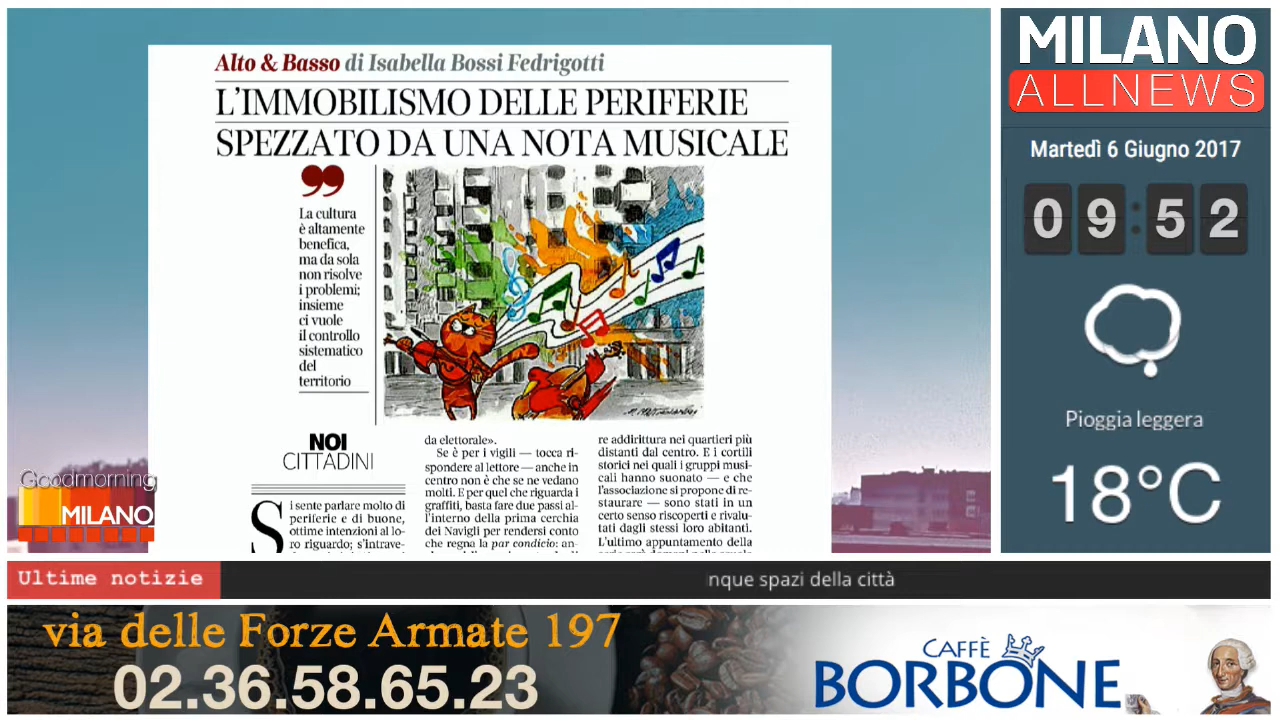 Alto & Basso di Isabella Bossi Fedrigotti
L'IMMOBILISMO DELLE PERIFERIE
SPEZZATO DA UNA NOTA MUSICALE
La cultura
è altamente
benefica,
ma da sola
non risolve
i problemi;
insieme
ci vuole
il controllo
sistematico
del
territorio
NOI
CITTADINI
Si sente parlare molto di
periferie e di buone,
ottime intenzioni al lo-
ro riguardo; s'intrave-
da elettorale».
Se è per i vigili — tocca ri-
spondere al lettore — anche in
centro non è che se ne vedano
molti. E per quel che riguarda i
graffiti, basta fare due passi al-
l'interno della prima cerchia
dei Navigli per rendersi conto
che regna la par condicio: an-
re addirittura nei quartieri più
distanti dal centro. E i cortili
storici nei quali i gruppi musi-
cali hanno suonato — e che
l'associazione si propone di re-
staurare — sono stati in un
certo senso riscoperti e rivalu-
tati dagli stessi loro abitanti.
L'ultimo appuntamento della
Goodmorning
MILANO
MILANO
ALLNEWS
Martedì 6 Giugno 2017
09:52
Pioggia leggera
18°C
Ultime notizie
nque spazi della città
via delle Forze Armate 197
02.36.58.65.23
CAFFÈ
BORBONE